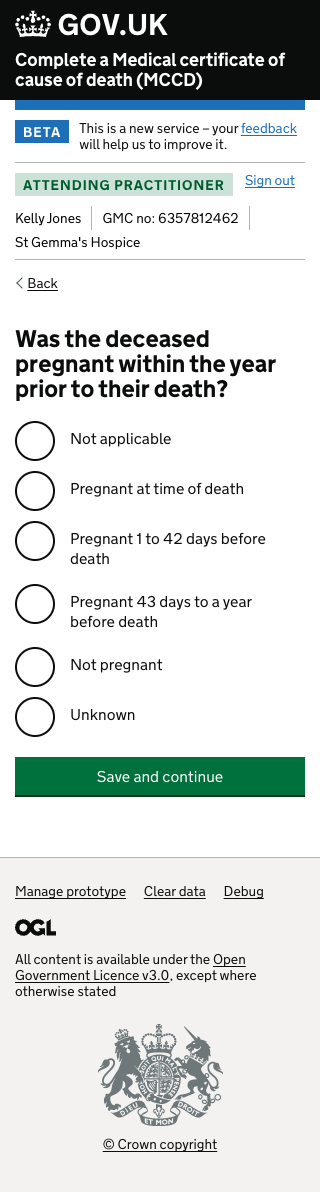 GOV.UK
Complete a Medical certificate of
cause of death (MCCD)
BETA
This is a new service – your feedback
will help us to improve it.
ATTENDING PRACTITIONER
Sign out
Kelly Jones
GMC no: 6357812462
St Gemma's Hospice
Back
Was the deceased
pregnant within the year
prior to their death?
Not applicable
Pregnant at time of death
Pregnant 1 to 42 days before
death
Pregnant 43 days to a year
before death
Not pregnant
Unknown
Save and continue
Manage prototype
Clear data
Debug
OGL
All content is available under the Open
Government Licence v3.0, except where
otherwise stated
DIEU ET MON DROIT
© Crown copyright